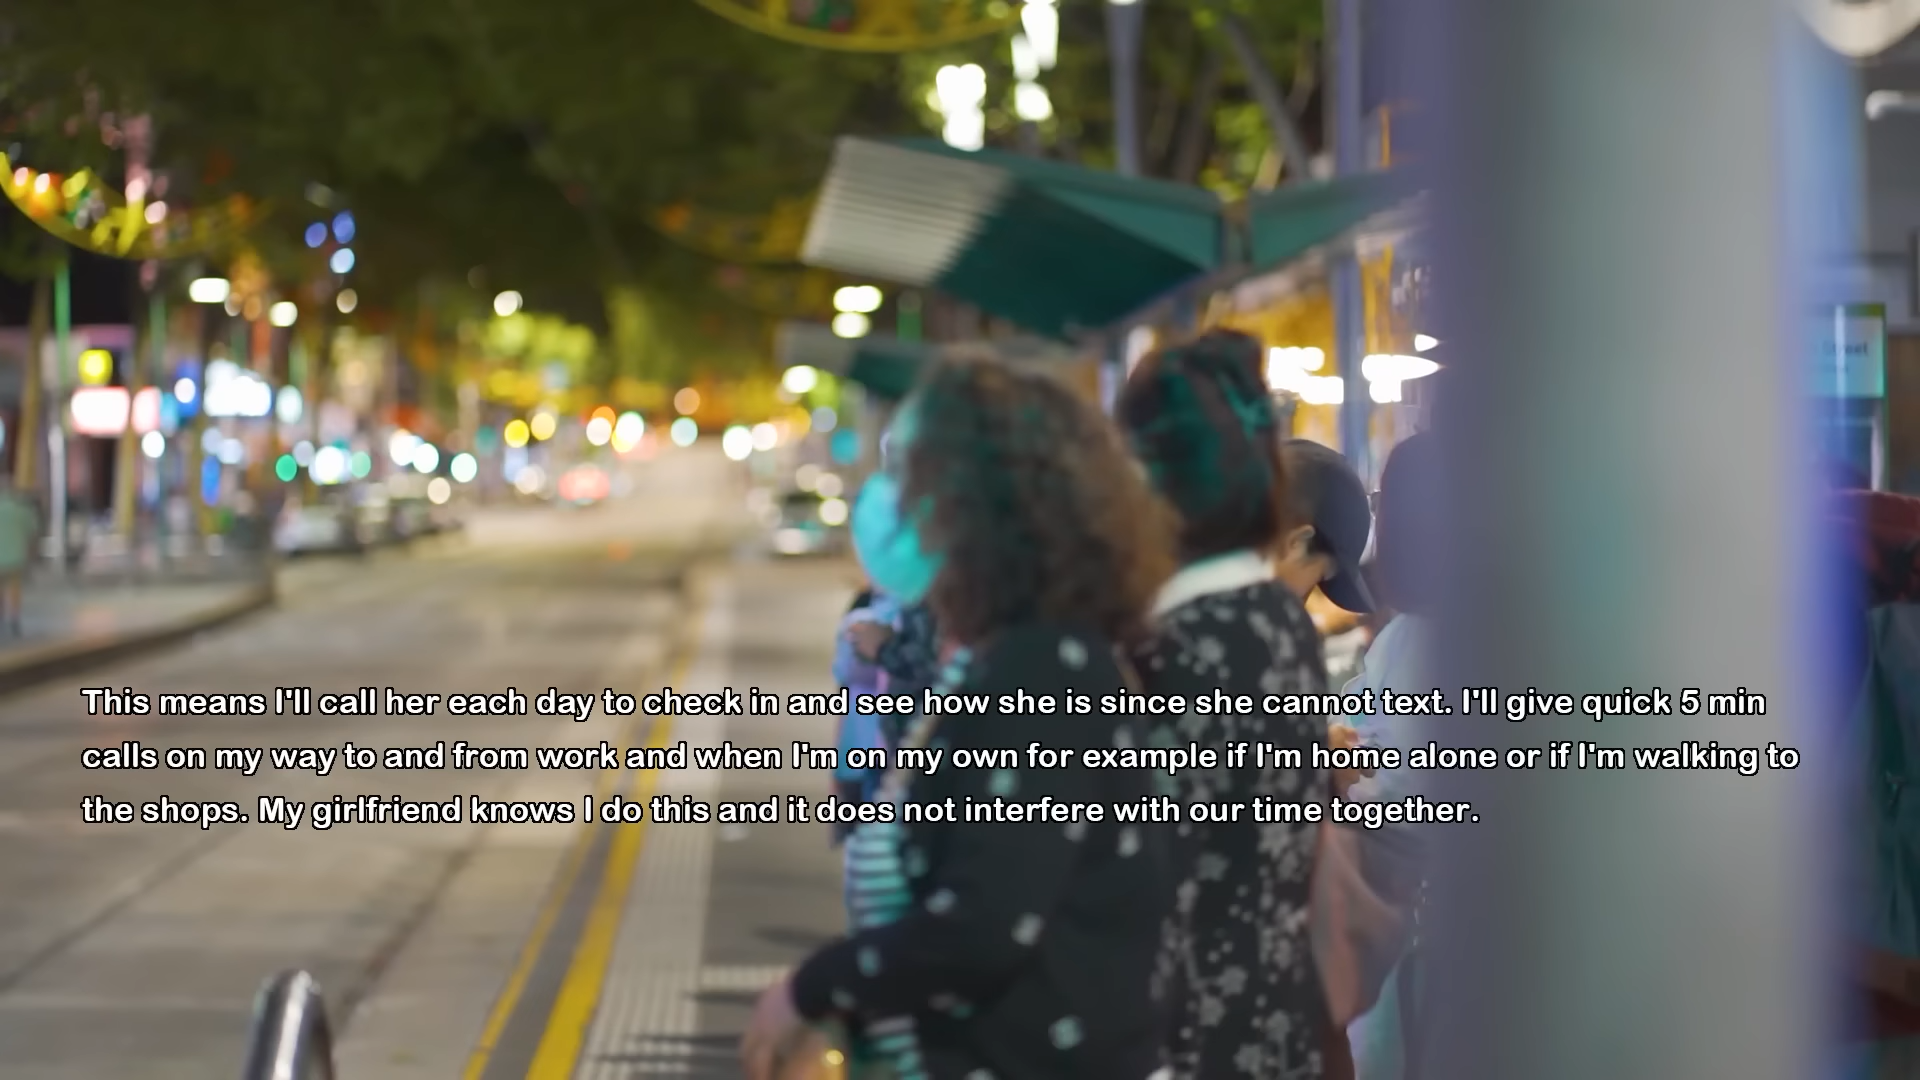 This means I'll call her each day to check in and see how she is since she cannot text. I'll give quick 5 min
calls on my way to and from work and when I'm on my own for example if I'm home alone or if I'm walking to
the shops. My girlfriend knows I do this and it does not interfere with our time together.